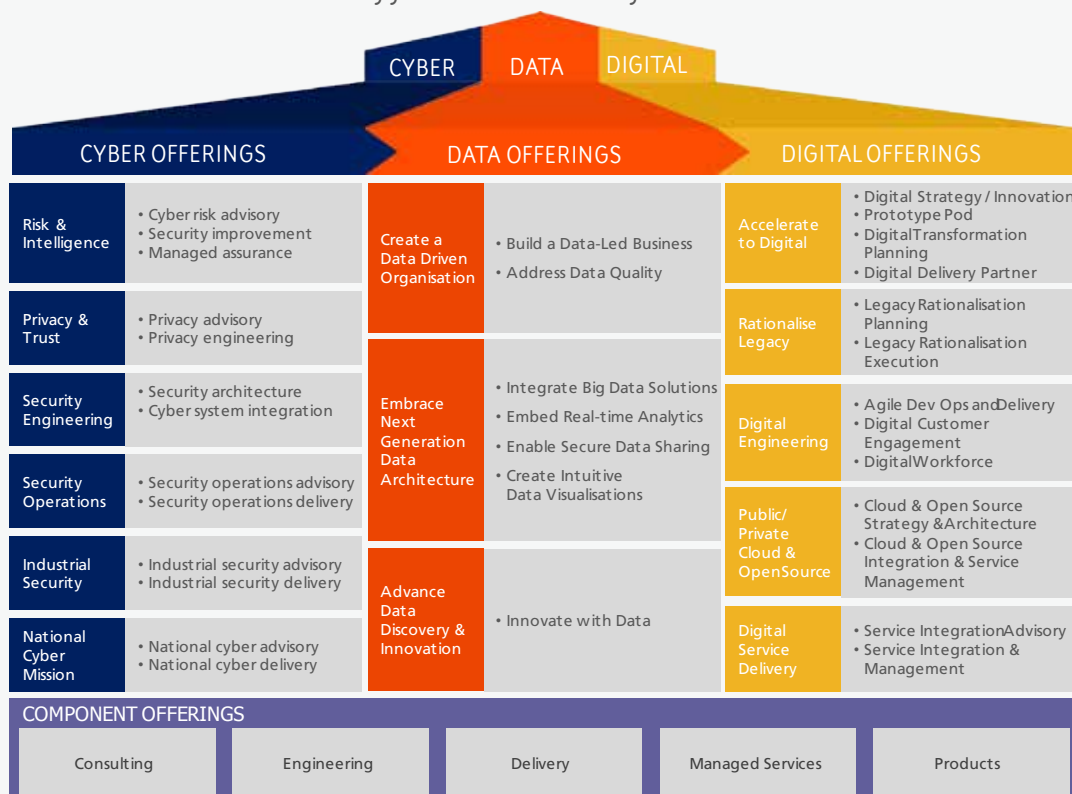 CYBER
DATA
DIGITAL
CYBER OFFERINGS
DATA OFFERINGS
DIGITAL OFFERINGS
Risk &
Intelligence
• Cyber risk advisory
• Security improvement
• Managed assurance
Privacy &
Trust
• Privacy advisory
• Privacy engineering
Security
Engineering
• Security architecture
• Cyber system integration
Security
Operations
• Security operations advisory
• Security operations delivery
Industrial
Security
• Industrial security advisory
• Industrial security delivery
National
Cyber
Mission
• National cyber advisory
• National cyber delivery
Create a
Data Driven
Organisation
• Build a Data-Led Business
• Address Data Quality
Embrace
Next
Generation
Data
Architecture
• Integrate Big Data Solutions
• Embed Real-time Analytics
• Enable Secure Data Sharing
• Create Intuitive
Data Visualisations
Advance
Data
Discovery &
Innovation
• Innovate with Data
Accelerate
to Digital
• Digital Strategy / Innovation
• Prototype Pod
• DigitalTransformation
Planning
• Digital Delivery Partner
Rationalise
Legacy
• Legacy Rationalisation
Planning
• Legacy Rationalisation
Execution
Digital
Engineering
• Agile Dev Ops andDelivery
• Digital Customer
Engagement
• DigitalWorkforce
Public/
Private
Cloud &
OpenSource
• Cloud & Open Source
Strategy &Architecture
• Cloud & Open Source
Integration & Service
Management
Digital
Service
Delivery
• Service IntegrationAdvisory
• Service Integration &
Management
COMPONENT OFFERINGS
Consulting
Engineering
Delivery
Managed Services
Products